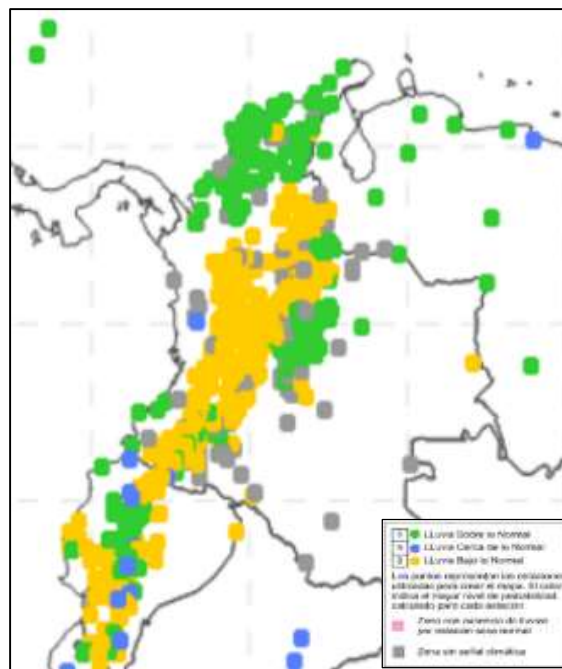 Lluvia Sobre lo Normal
Lluvia Cerca de lo Normal
Lluvia Bajo lo Normal
Los puntos representan las estaciones
utilizadas para crear el mapa. El color
indica el mayor nivel de probabilidad
calculado para cada estación
Zona sin señal climática